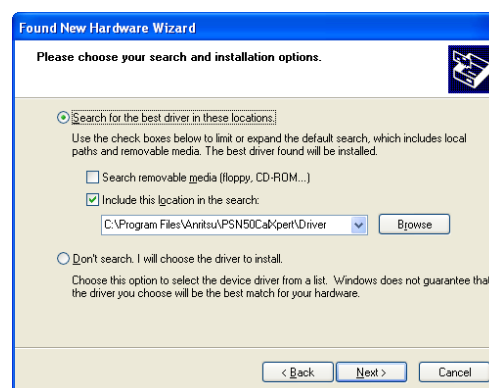 Found New Hardware Wizard
Please choose your search and installation options.
Search for the best driver in these locations.
Use the check boxes below to limit or expand the default search, which includes local
paths and removable media. The best driver found will be installed.
Search removable media (floppy, CD-ROM...)
Include this location in the search:
C:\Program Files\Anritsu\PSN50CalXpert\Driver
Browse
Don't search. I will choose the driver to install.
Choose this option to select the device driver from a list. Windows does not guarantee that
the driver you choose will be the best match for your hardware.
< Back
Next >
Cancel